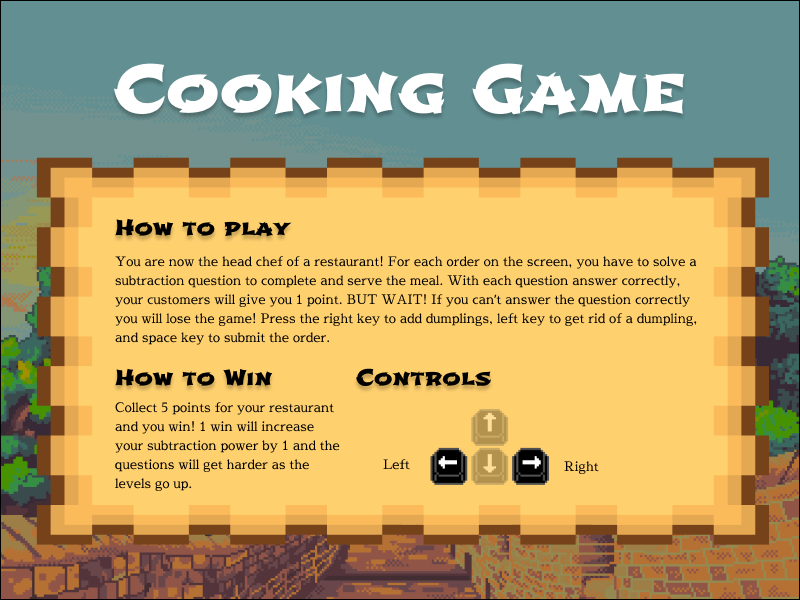 COOKING GAME
HOW TO PLAY
You are now the head chef of a restaurant! For each order on the screen, you have to solve a
subtraction question to complete and serve the meal. With each question answer correctly,
your customers will give you 1 point. BUT WAIT! If you can't answer the question correctly
you will lose the game! Press the right key to add dumplings, left key to get rid of a dumpling,
and space key to submit the order.
HOW TO WIN
Collect 5 points for your restaurant
and you win! 1 win will increase
your subtraction power by 1 and the
questions will get harder as the
levels go up.
CONTROLS
Left
Right